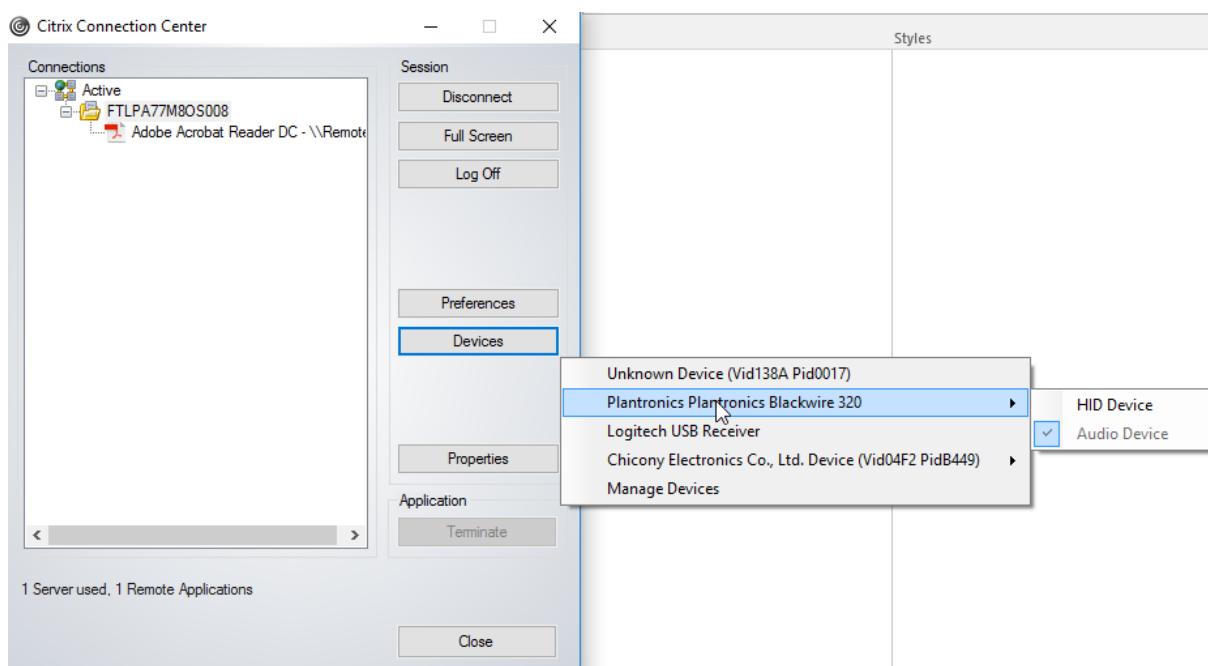 Citrix Connection Center
Styles
Connections
Active
FTLPA77M8OS008
Adobe Acrobat Reader DC - \\Remote
Session
Disconnect
Full Screen
Log Off
Preferences
Devices
Properties
Application
Terminate
Unknown Device (Vid138A Pid0017)
Plantronics Plantronics Blackwire 320
Logitech USB Receiver
Chicony Electronics Co., Ltd. Device (Vid04F2 PidB449)
Manage Devices
HID Device
Audio Device
1 Server used, 1 Remote Applications
Close